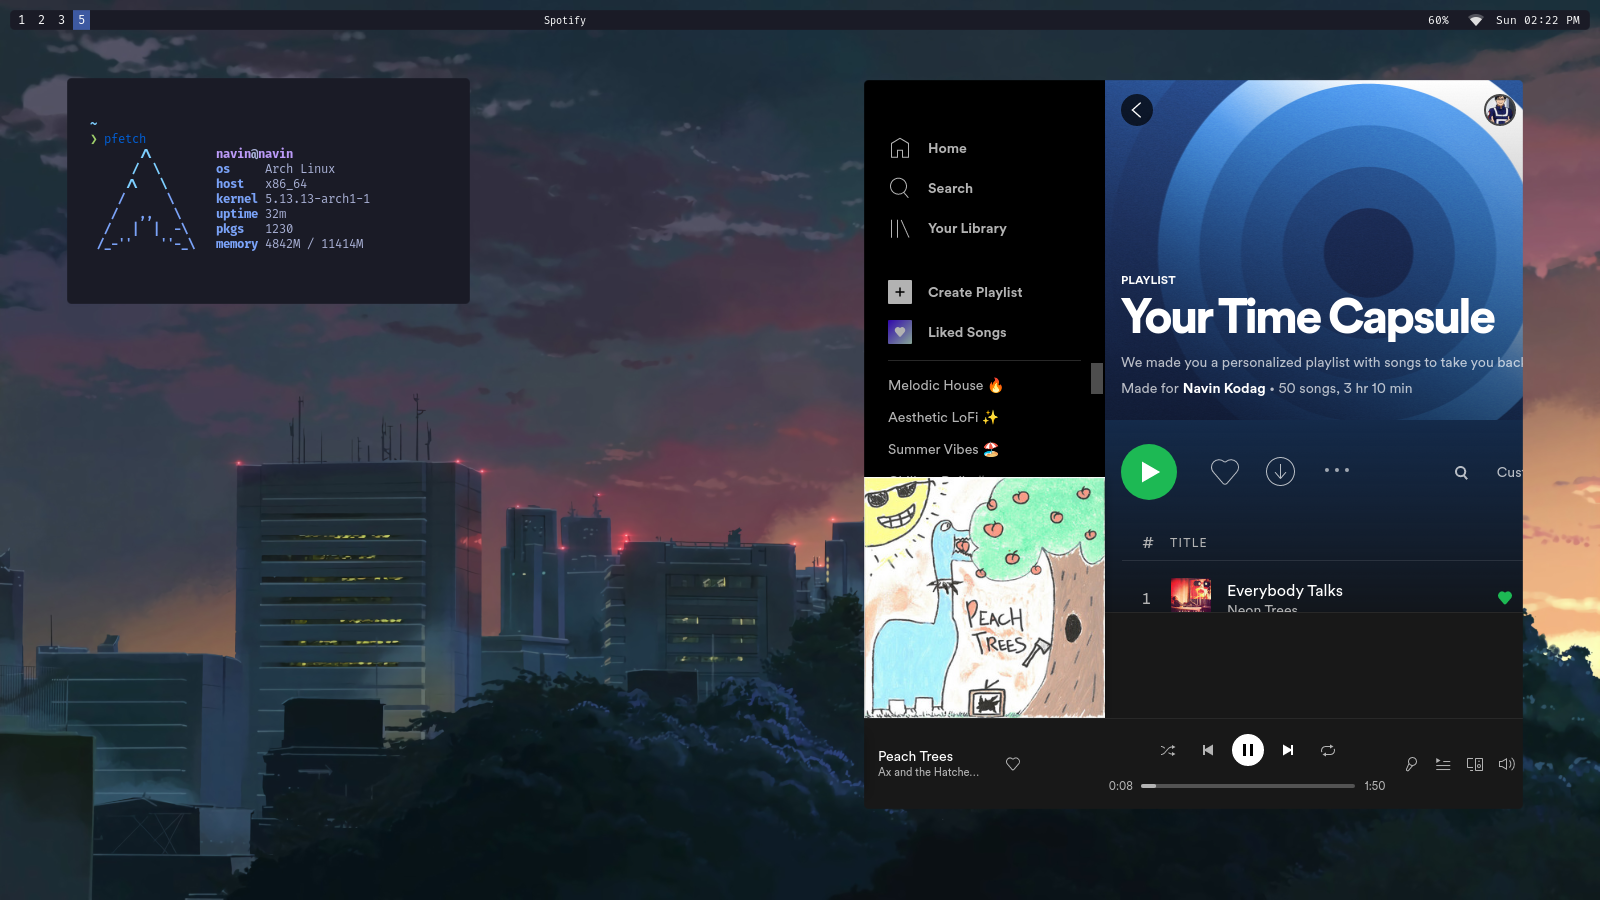 1 2 3 5
Spotify
60%
Sun 02:22 PM
~
❯ pfetch
navin@navin
os Arch Linux
host x86_64
kernel 5.13.13-arch1-1
uptime 32m
pkgs 1230
memory 4842M / 11414M
Home
Search
Your Library
Create Playlist
Liked Songs
Melodic House 🔥
Aesthetic LoFi ✨
Summer Vibes 🏖️
PEACH
TREES
Peach Trees
Ax and the Hatche...
PLAYLIST
Your Time Capsule
We made you a personalized playlist with songs to take you back
Made for Navin Kodag • 50 songs, 3 hr 10 min
Cus
# TITLE
1 Everybody Talks
Neon Trees
0:08
1:50